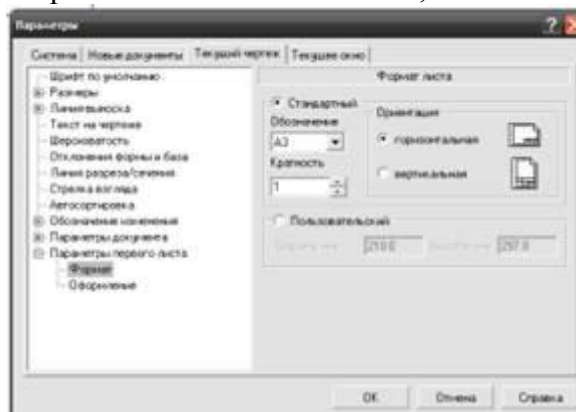 Параметры
Система Новые документы Текущий чертеж Текущее окно
Шрифт по умолчанию
Размеры
Линия-выноска
Текст на чертеже
Шероховатость
Отклонения формы и база
Линия разреза/сечения
Стрелка взгляда
Автосортировка
Обозначение изменения
Параметры документа
Параметры первого листа
Формат
Оформление
Формат листа
Стандартный
Обозначение
А3
Кратность
1
Ориентация
горизонтальная
вертикальная
Пользовательский
210.0
297.0
ОК Отмена Справка